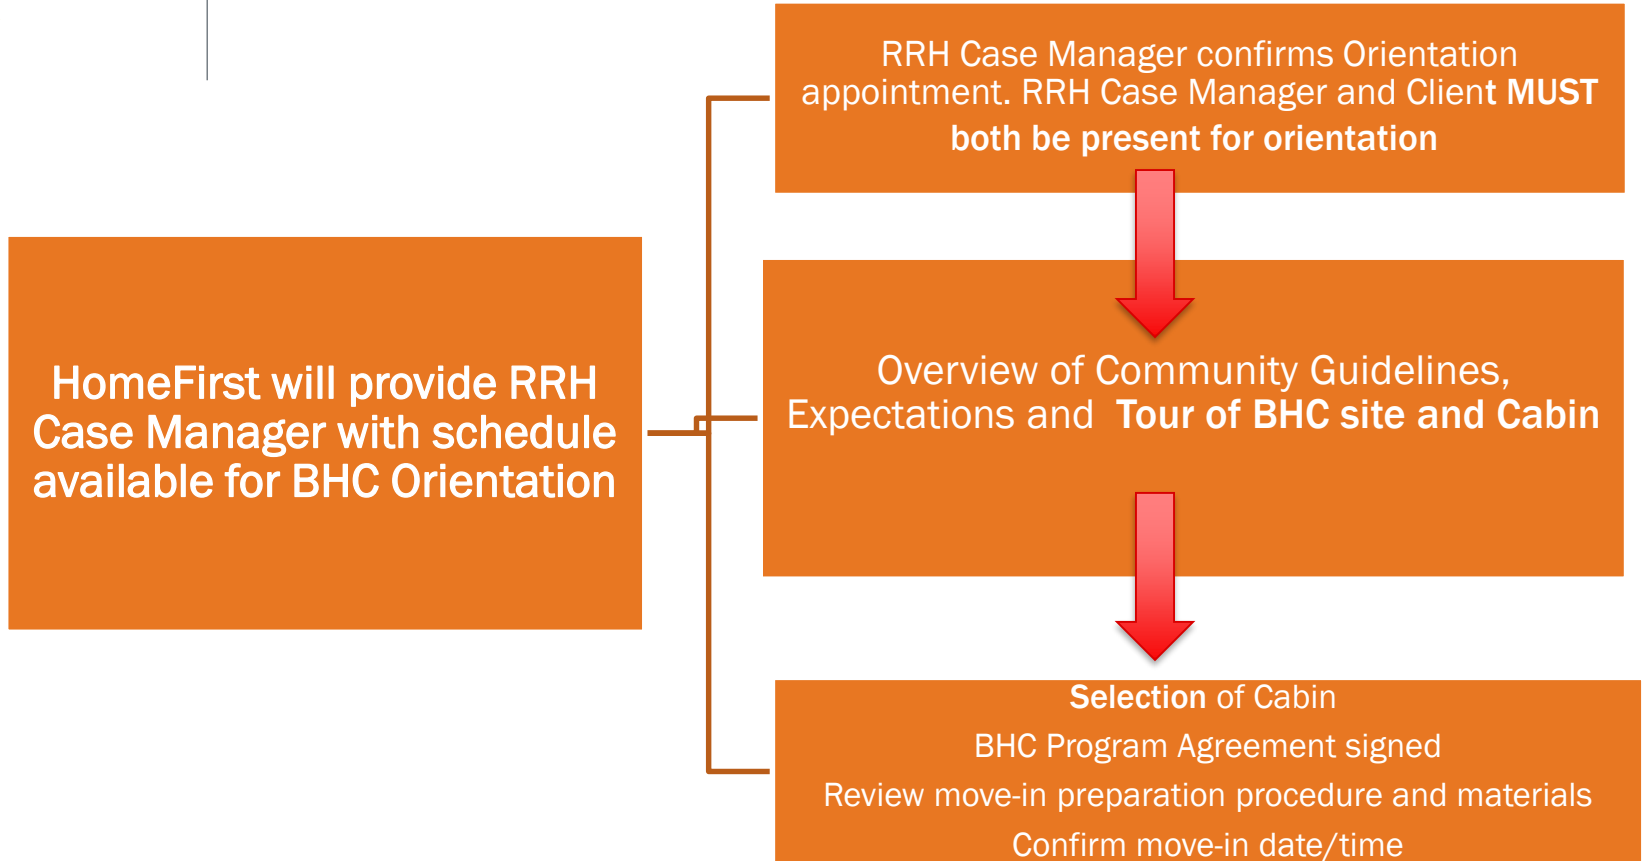 RRH Case Manager confirms Orientation
appointment. RRH Case Manager and Client MUST
both be present for orientation
HomeFirst will provide RRH
Case Manager with schedule
available for BHC Orientation
Overview of Community Guidelines,
Expectations and Tour of BHC site and Cabin
Selection of Cabin
BHC Program Agreement signed
Review move-in preparation procedure and materials
Confirm move-in date/time